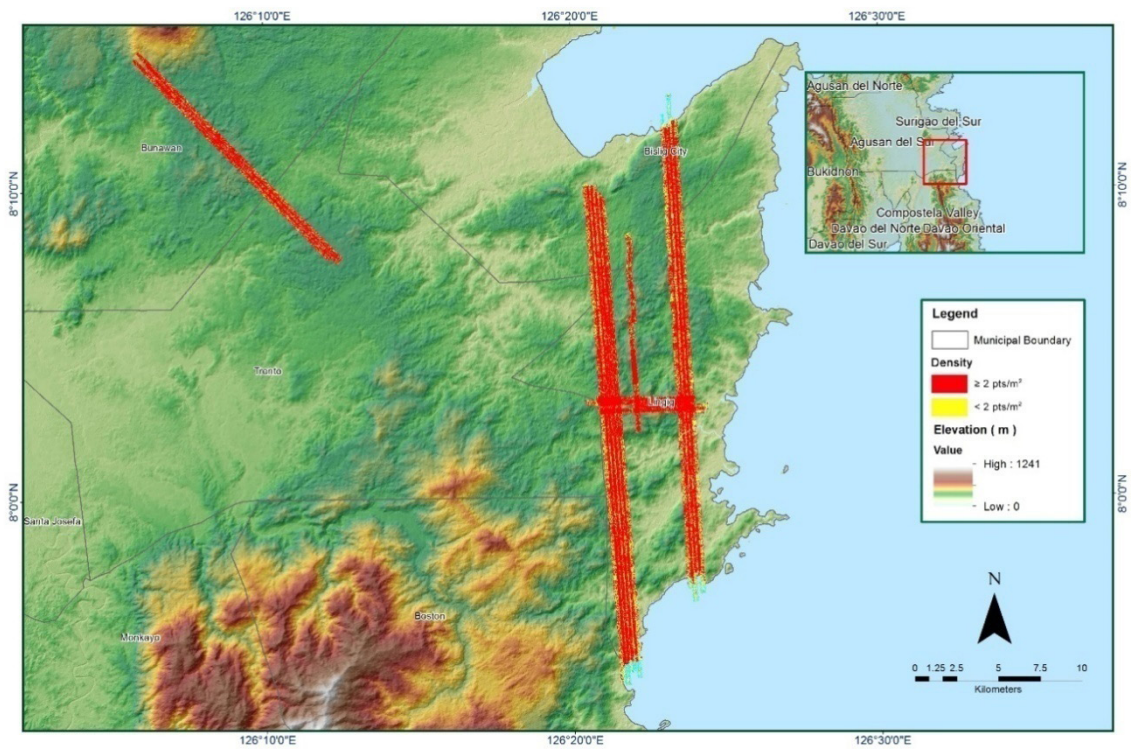 126°10'0"E
126°20'0"E
126°30'0"E
8°10'0"N
8°10'0"N
8°0'0"N
8°0'0"N
Bunawan
Bislig City
Trento
Lingig
Santa Josefa
Boston
Monkayo
Agusan del Norte
Surigao del Sur
Agusan del Sur
Bukidnon
Compostela Valley
Davao del Norte
Davao Oriental
Davao del Sur
Legend
Municipal Boundary
Density
≥ 2 pts/m²
< 2 pts/m²
Elevation ( m )
Value
High : 1241
Low : 0
N
0 1.25 2.5 5 7.5 10
Kilometers
126°10'0"E
126°20'0"E
126°30'0"E